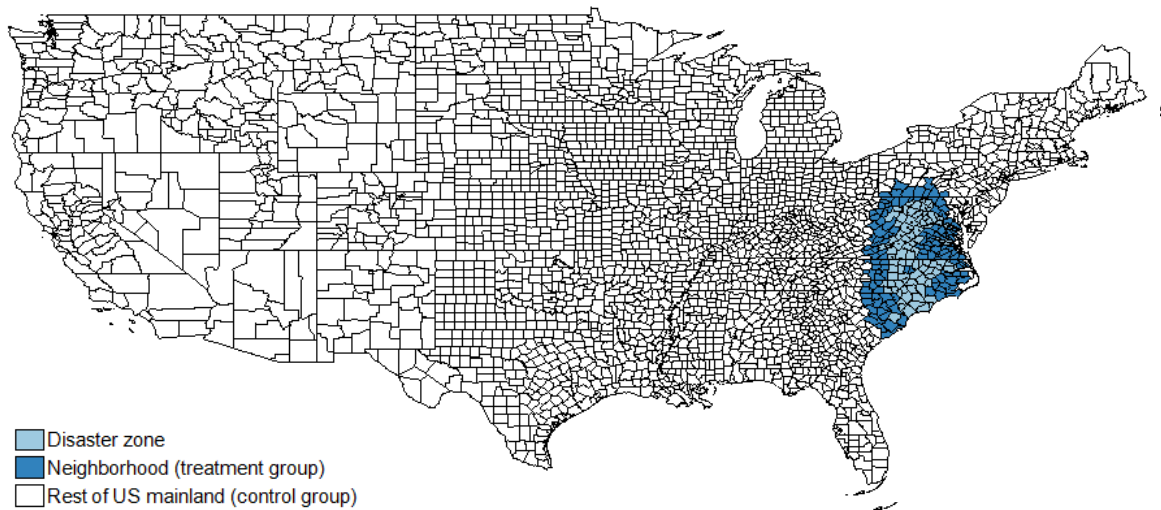 Disaster zone
Neighborhood (treatment group)
Rest of US mainland (control group)